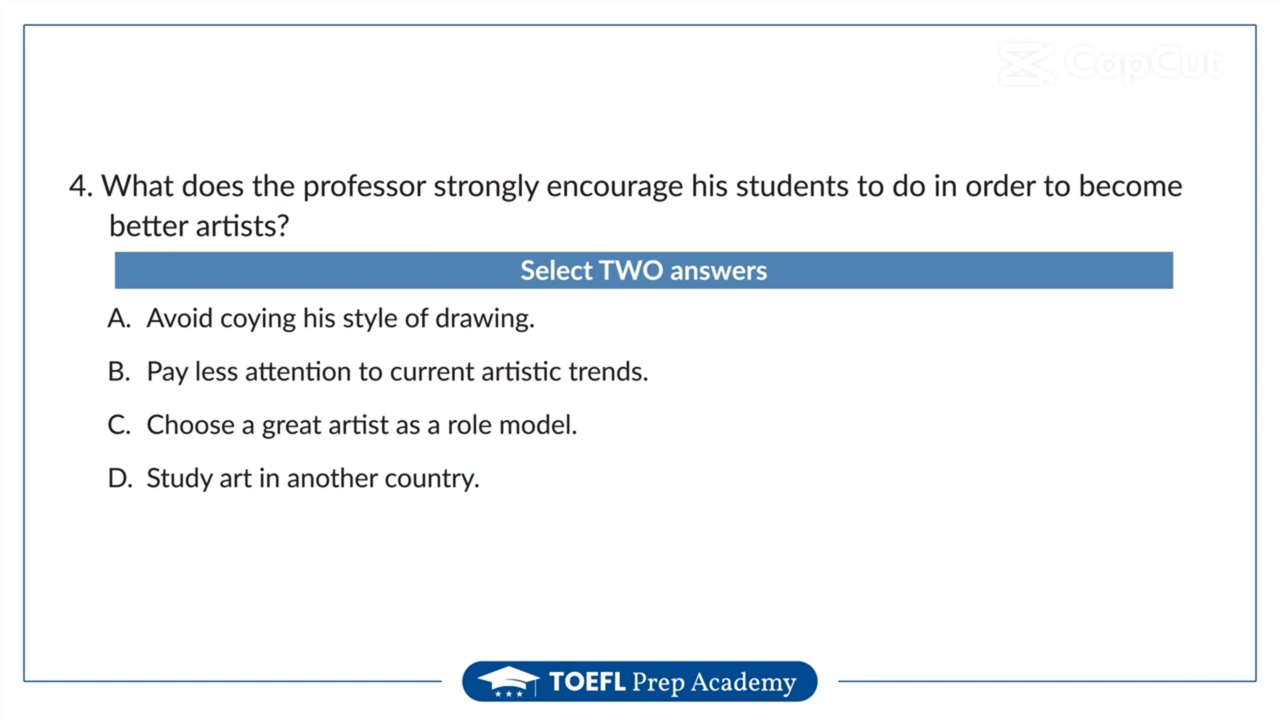 CapCut
4. What does the professor strongly encourage his students to do in order to become
better artists?
Select TWO answers
A. Avoid coying his style of drawing.
B. Pay less attention to current artistic trends.
C. Choose a great artist as a role model.
D. Study art in another country.
TOEFL Prep Academy